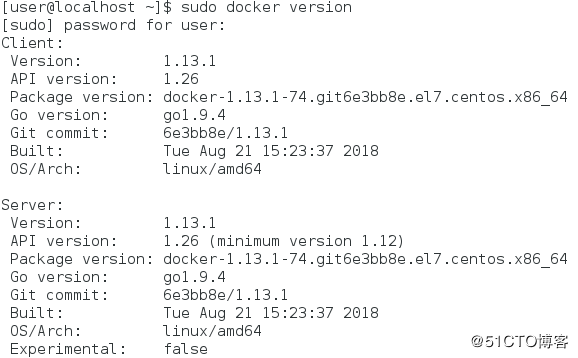 [user@localhost ~]$ sudo docker version
[sudo] password for user:
Client:
 Version:         1.13.1
 API version:     1.26
 Package version: docker-1.13.1-74.git6e3bb8e.el7.centos.x86_64
 Go version:      go1.9.4
 Git commit:      6e3bb8e/1.13.1
 Built:           Tue Aug 21 15:23:37 2018
 OS/Arch:         linux/amd64

Server:
 Version:         1.13.1
 API version:     1.26 (minimum version 1.12)
 Package version: docker-1.13.1-74.git6e3bb8e.el7.centos.x86_64
 Go version:      go1.9.4
 Git commit:      6e3bb8e/1.13.1
 Built:           Tue Aug 21 15:23:37 2018
 OS/Arch:         linux/amd64
 Experimental:    false
@51CTO博客